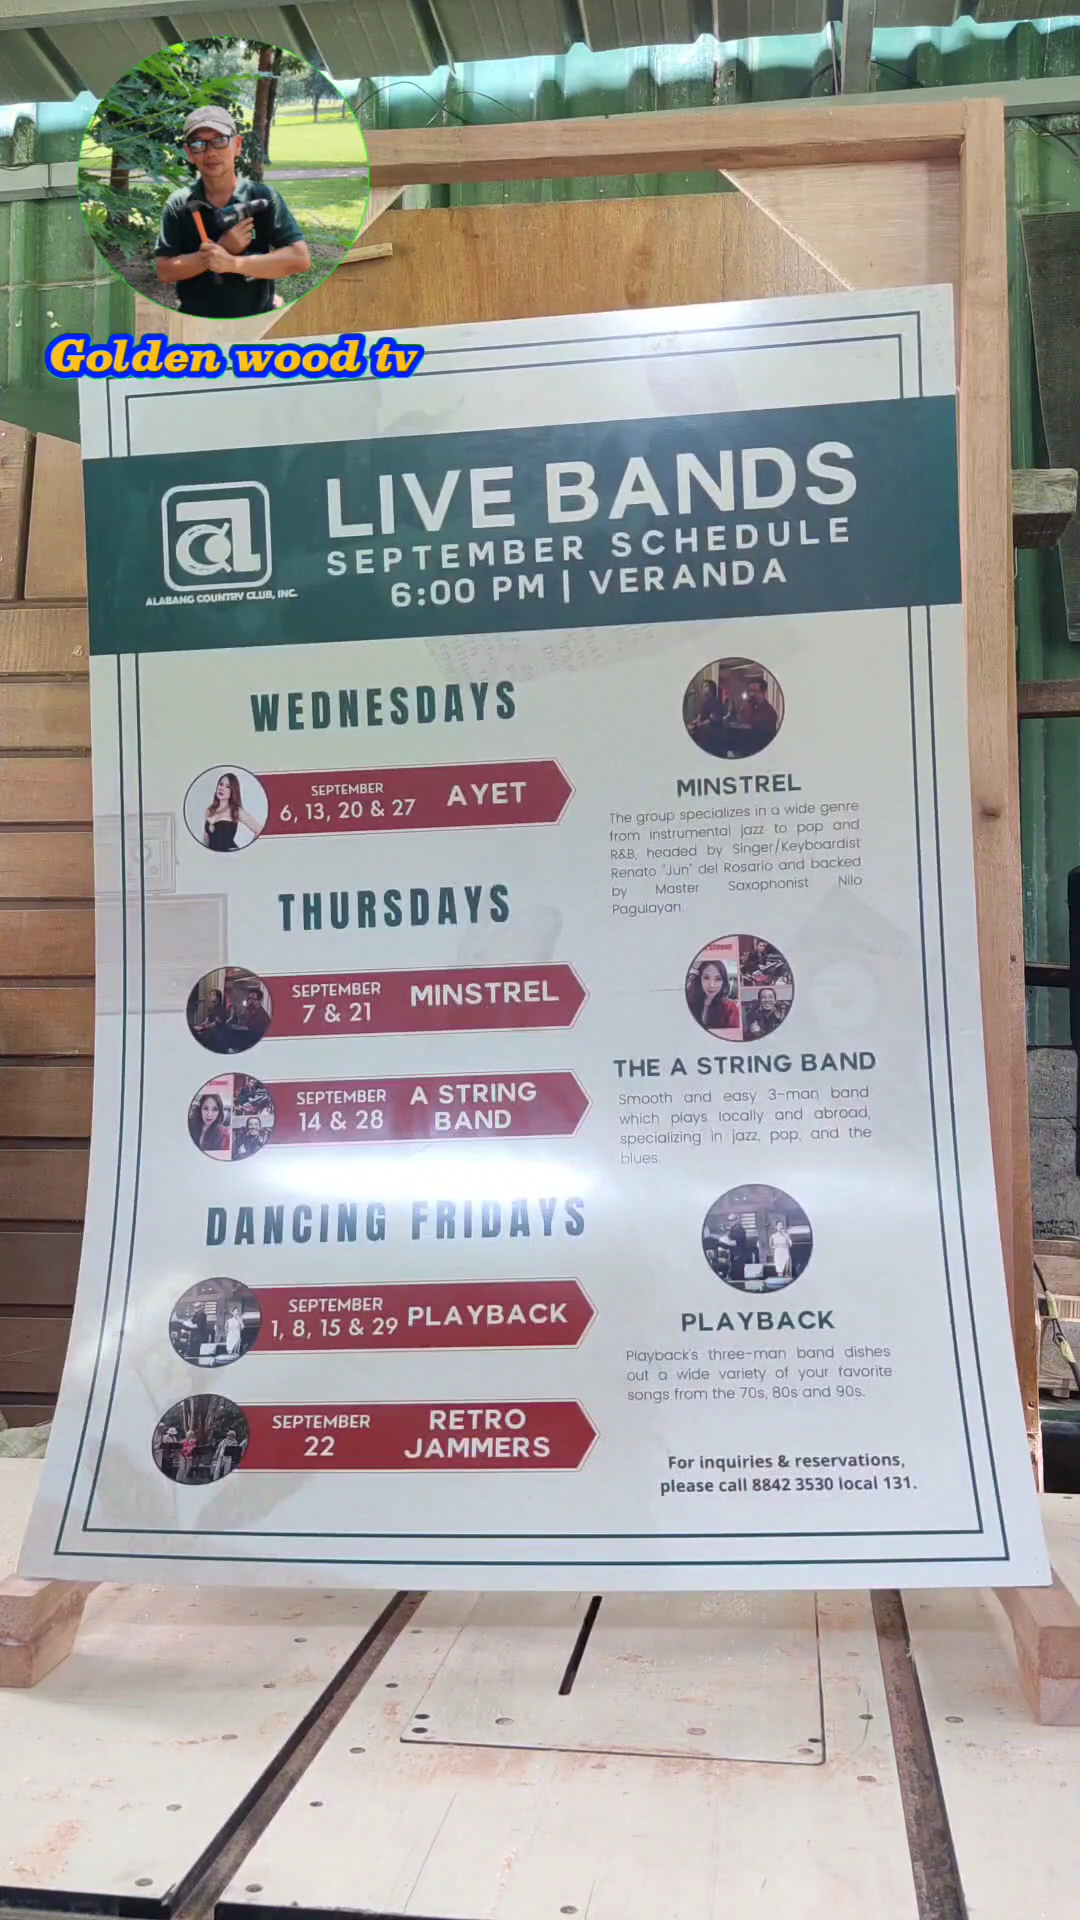 Golden wood tv
LIVE BANDS
SEPTEMBER SCHEDULE
6:00 PM | VERANDA
ALABANG COUNTRY CLUB, INC.
WEDNESDAYS
SEPTEMBER
6, 13, 20 & 27
AYET
THURSDAYS
SEPTEMBER
7 & 21
MINSTREL
SEPTEMBER
14 & 28
A STRING
BAND
DANCING FRIDAYS
SEPTEMBER
1, 8, 15 & 29
PLAYBACK
SEPTEMBER
22
RETRO
JAMMERS
MINSTREL
The group specializes in a wide genre
from instrumental jazz to pop and
R&B, headed by Singer/Keyboardist
Renato "Jun" del Rosario and backed
by Master Saxophonist Nilo
Pagulayan.
THE A STRING BAND
Smooth and easy 3-man band
which plays locally and abroad,
specializing in jazz, pop, and the
blues.
PLAYBACK
Playback's three-man band dishes
out a wide variety of your favorite
songs from the 70s, 80s and 90s.
For inquiries & reservations,
please call 8842 3530 local 131.